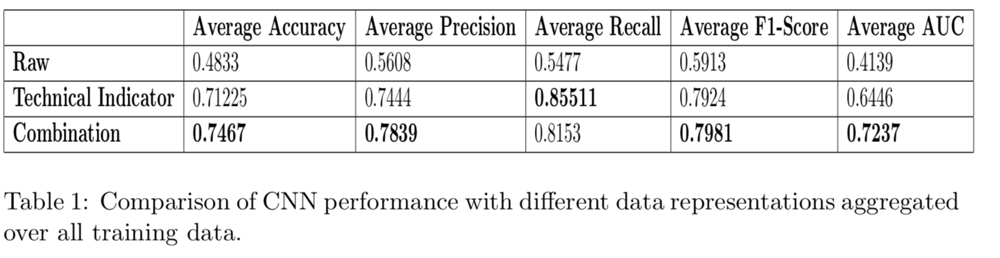 Average Accuracy Average Precision Average Recall Average F1-Score Average AUC
Raw 0.4833 0.5608 0.5477 0.5913 0.4139
Technical Indicator 0.71225 0.7444 0.85511 0.7924 0.6446
Combination 0.7467 0.7839 0.8153 0.7981 0.7237
Table 1: Comparison of CNN performance with different data representations aggregated
over all training data.